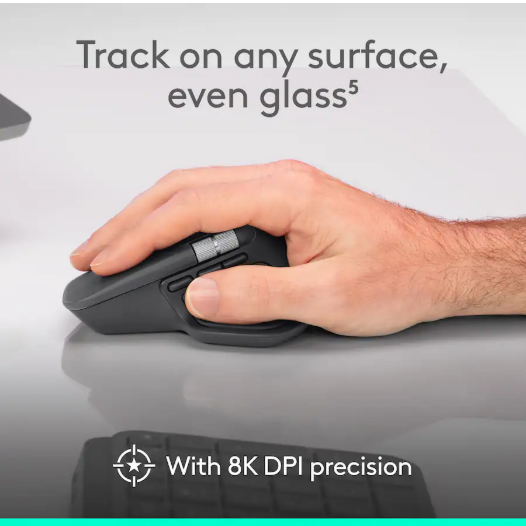 Track on any surface,
even glass⁵
With 8K DPI precision